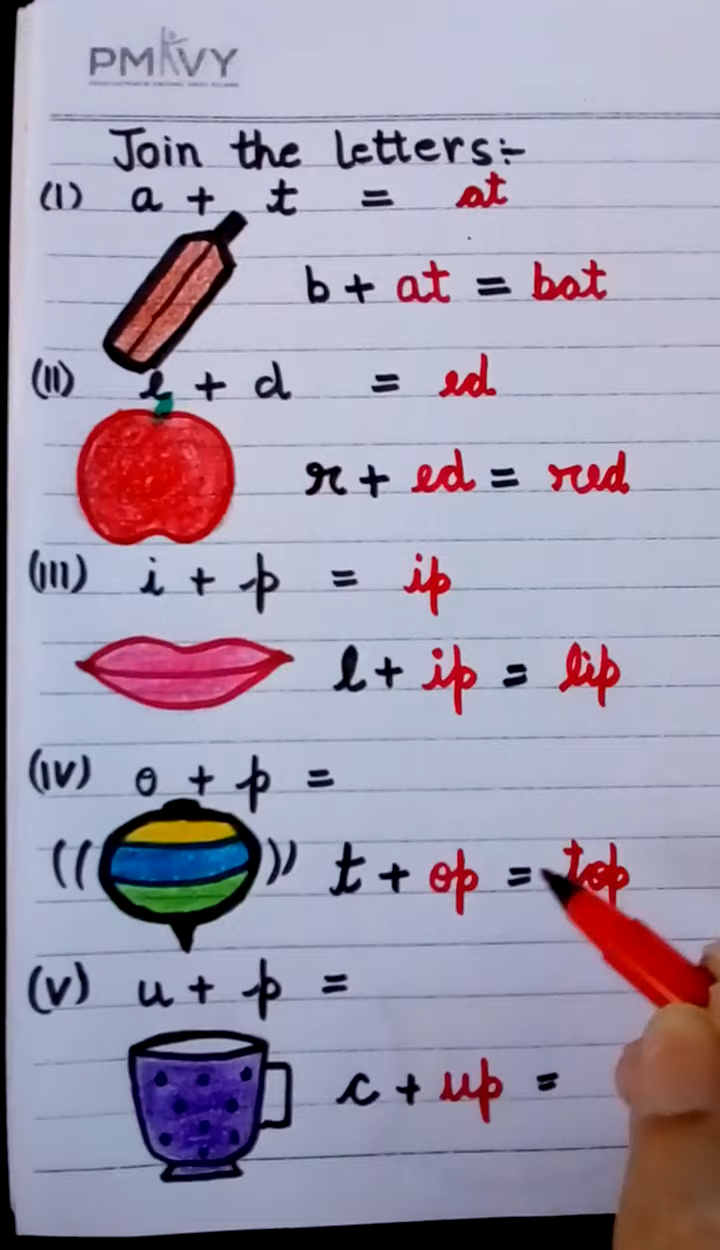 PMKVY
Join the letters:-
(I) a + t = at
b + at = bat
(II) e + d = ed
r + ed = red
(III) i + p = ip
l + ip = lip
(IV) o + p =
t + op = top
(V) u + p =
c + up =